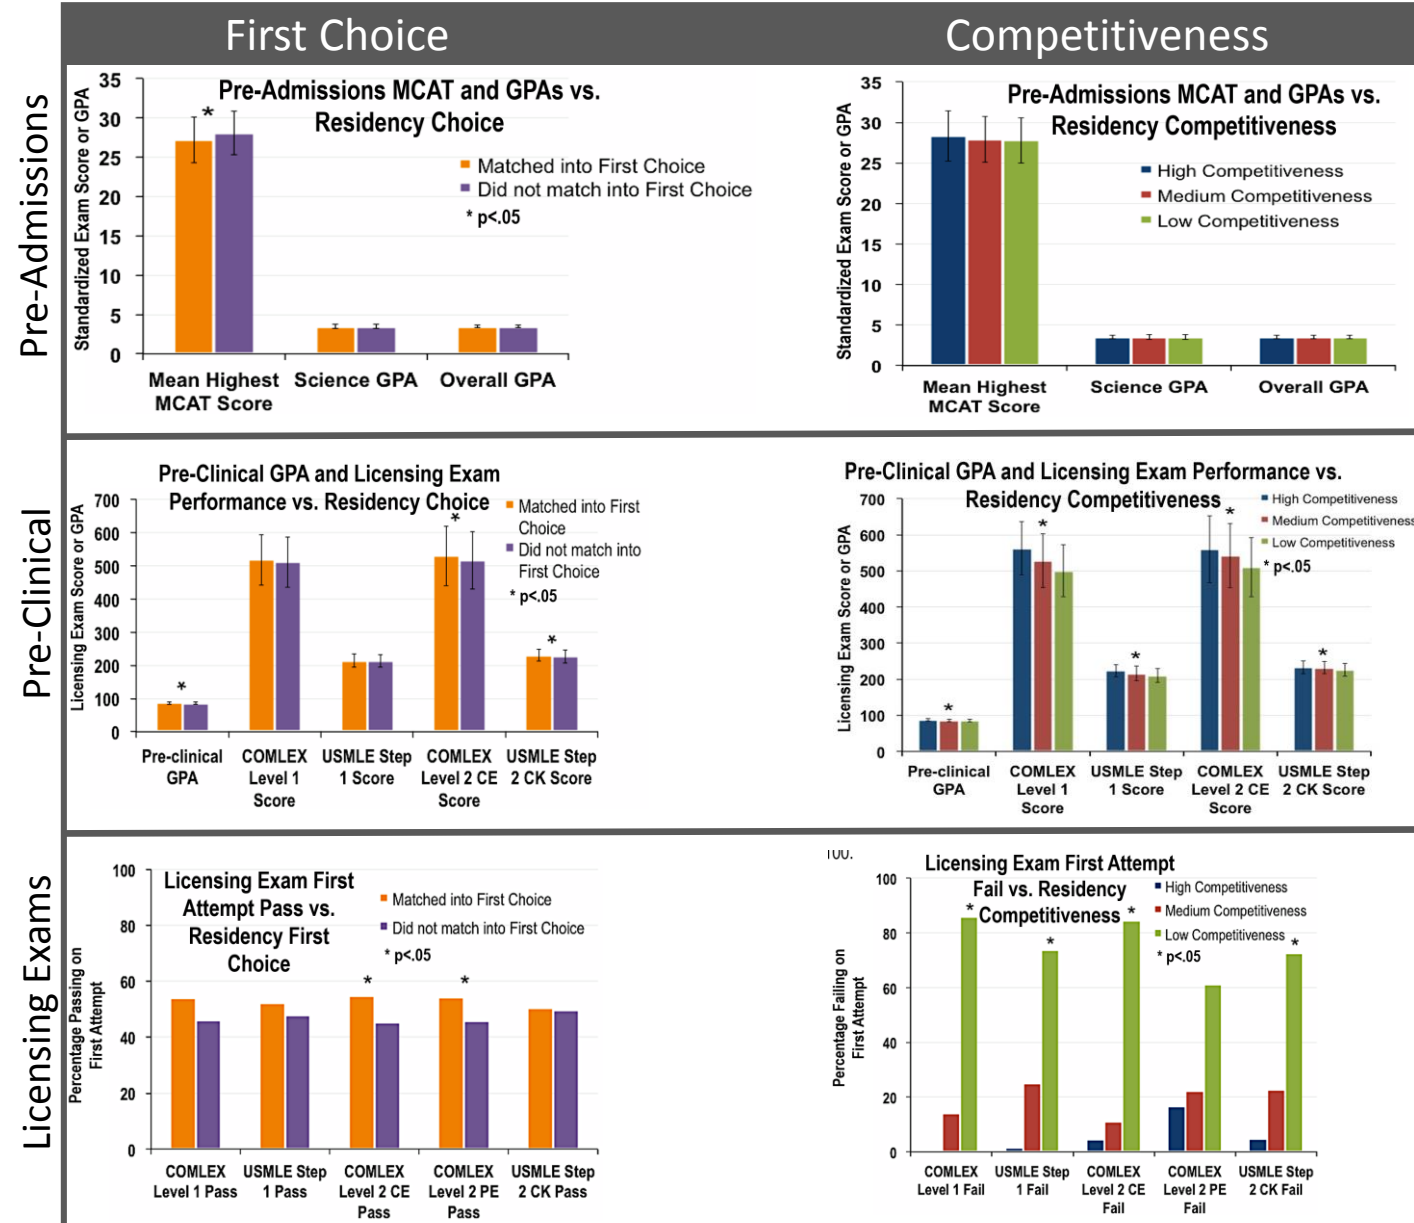 First Choice
Competitiveness
Pre-Admissions
Pre-Admissions MCAT and GPAs vs.
Residency Choice
Standardized Exam Score or GPA
35
30
25
20
15
10
5
0
*
Matched into First Choice
Did not match into First Choice
* p<.05
Mean Highest
MCAT Score
Science GPA
Overall GPA
Pre-Admissions MCAT and GPAs vs.
Residency Competitiveness
Standardized Exam Score or GPA
35
30
25
20
15
10
5
0
High Competitiveness
Medium Competitiveness
Low Competitiveness
Mean Highest
MCAT Score
Science GPA
Overall GPA
Pre-Clinical
Pre-Clinical GPA and Licensing Exam
Performance vs. Residency Choice
Licensing Exam Score or GPA
700
600
500
400
300
200
100
0
Matched into First
Choice
Did not match into
First Choice
* p<.05
*
*
*
Pre-clinical
GPA
COMLEX
Level 1
Score
USMLE Step
1 Score
COMLEX
Level 2 CE
Score
USMLE Step
2 CK Score
Pre-Clinical GPA and Licensing Exam Performance vs.
Residency Competitiveness
Licensing Exam Score or GPA
700
600
500
400
300
200
100
0
High Competitiveness
Medium Competitiveness
Low Competitiveness
* p<.05
*
*
*
*
*
Pre-clinical
GPA
COMLEX
Level 1
Score
USMLE Step
1 Score
COMLEX
Level 2 CE
Score
USMLE Step
2 CK Score
Licensing Exams
Licensing Exam First
Attempt Pass vs.
Residency First
Choice
Percentage Passing on
First Attempt
100
80
60
40
20
0
Matched into First Choice
Did not match into First Choice
* p<.05
*
*
COMLEX
Level 1 Pass
USMLE Step
1 Pass
COMLEX
Level 2 CE
Pass
COMLEX
Level 2 PE
Pass
USMLE Step
2 CK Pass
Licensing Exam First Attempt
Fail vs. Residency
Competitiveness
Percentage Failing on
First Attempt
100
80
60
40
20
0
High Competitiveness
Medium Competitiveness
Low Competitiveness
* p<.05
*
*
*
*
COMLEX
Level 1 Fail
USMLE Step
1 Fail
COMLEX
Level 2 CE
Fail
COMLEX
Level 2 PE
Fail
USMLE Step
2 CK Fail